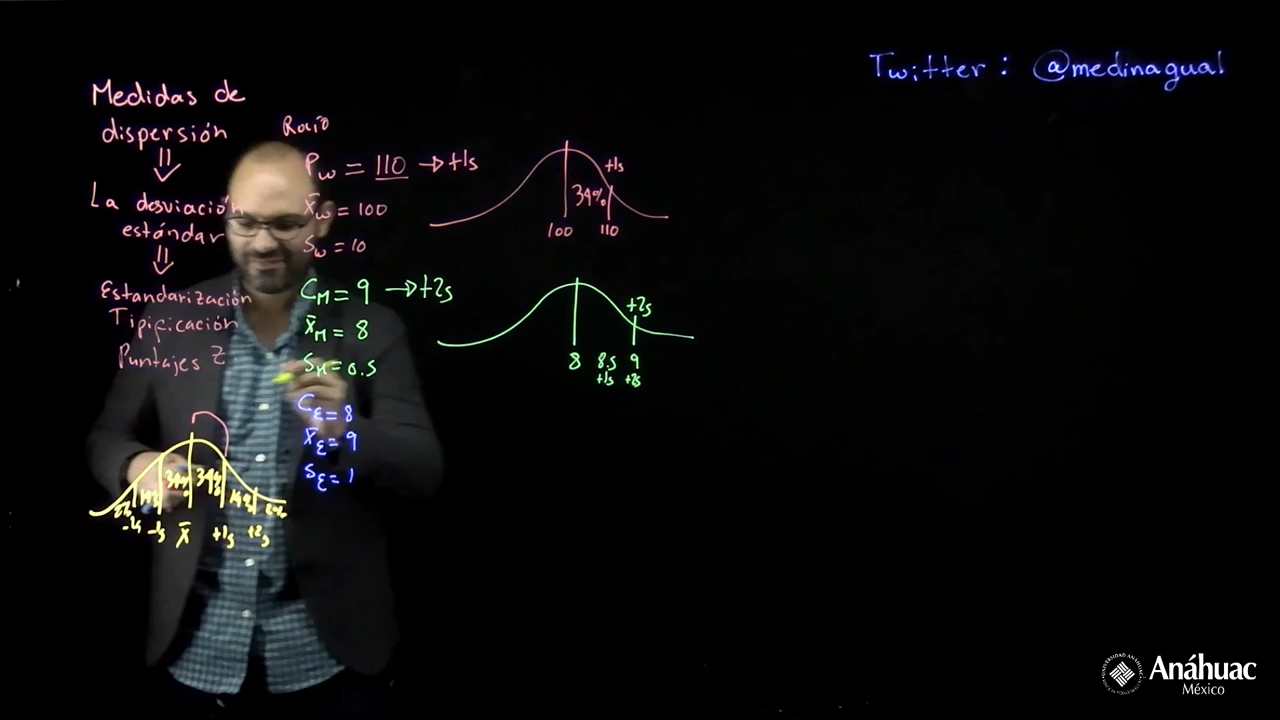 Twitter: @medinagual
Medidas de
dispersión
La desviación
estándar
Estandarización
Tipificación
Puntajes Z
34% 34% 14%
-1s x̄ +1s +2s
Rocío
Pw = 110 → +1s
x̄w = 100
Sw = 10
+1s
34%
100 110
CM = 9 → +2s
x̄M = 8
SM = 0.5
+2s
8 8.5 9
+1s +2s
CE = 8
x̄E = 9
SE = 1
Anáhuac
México